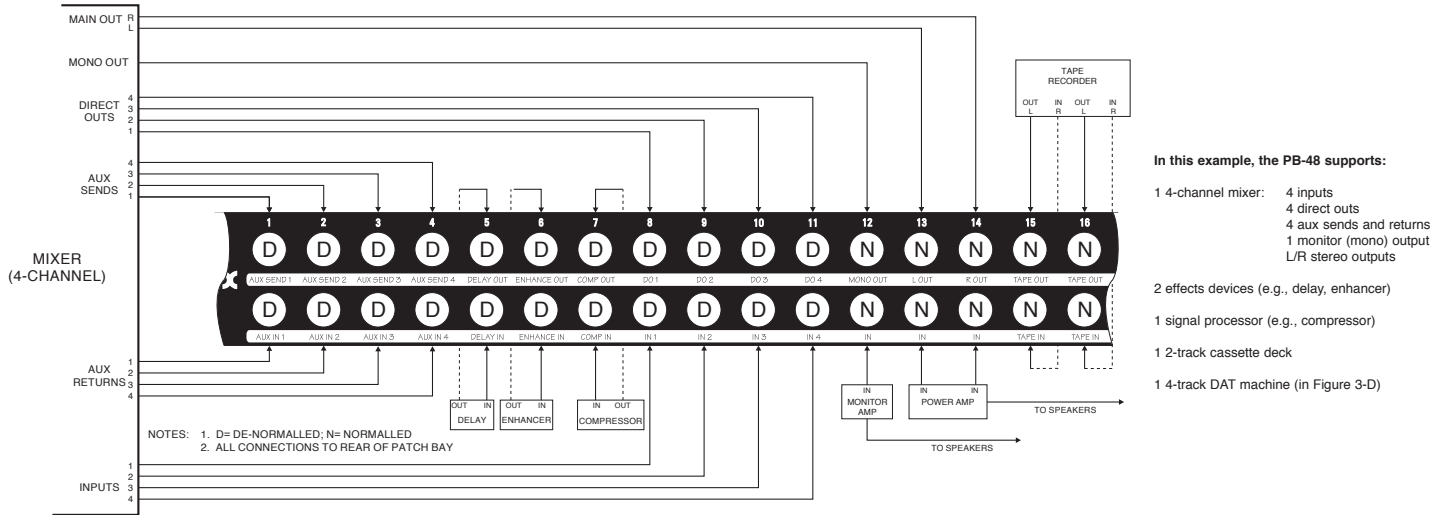 MAIN OUT R
L
MONO OUT
DIRECT OUTS
4
3
2
1
AUX SENDS
4
3
2
1
TAPE RECORDER
OUT L IN R OUT L IN R
MIXER (4-CHANNEL)
1 2 3 4 5 6 7 8 9 10 11 12 13 14 15 16
D D D D D D D D D D D N N N N N
AUX SEND 1 AUX SEND 2 AUX SEND 3 AUX SEND 4 DELAY OUT ENHANCE OUT COMP OUT DO 1 DO 2 DO 3 DO 4 MONO OUT L OUT R OUT TAPE OUT TAPE OUT
D D D D D D D D D D D N N N N N
AUX IN 1 AUX IN 2 AUX IN 3 AUX IN 4 DELAY IN ENHANCE IN COMP IN IN 1 IN 2 IN 3 IN 4 IN IN IN TAPE IN TAPE IN
AUX RETURNS
1
2
3
4
OUT IN
DELAY
OUT IN
ENHANCER
IN OUT
COMPRESSOR
IN
MONITOR AMP
IN IN
POWER AMP
TO SPEAKERS
TO SPEAKERS
NOTES: 1. D= DE-NORMALLED; N= NORMALLED
2. ALL CONNECTIONS TO REAR OF PATCH BAY
INPUTS
1
2
3
4
In this example, the PB-48 supports:
1 4-channel mixer: 4 inputs
4 direct outs
4 aux sends and returns
1 monitor (mono) output
L/R stereo outputs
2 effects devices (e.g., delay, enhancer)
1 signal processor (e.g., compressor)
1 2-track cassette deck
1 4-track DAT machine (in Figure 3-D)